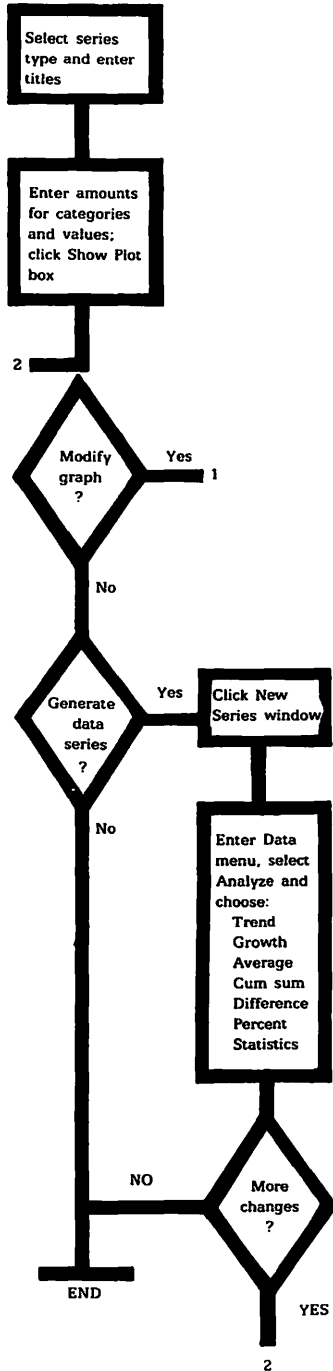 Select series
type and enter
titles
Enter amounts
for categories
and values;
click Show Plot
box
2
Modify
graph
?
Yes
1
No
Generate
data
series
?
Yes
Click New
Series window
No
Enter Data
menu, select
Analyze and
choose:
Trend
Growth
Average
Cum sum
Difference
Percent
Statistics
More
changes
?
NO
END
YES
2